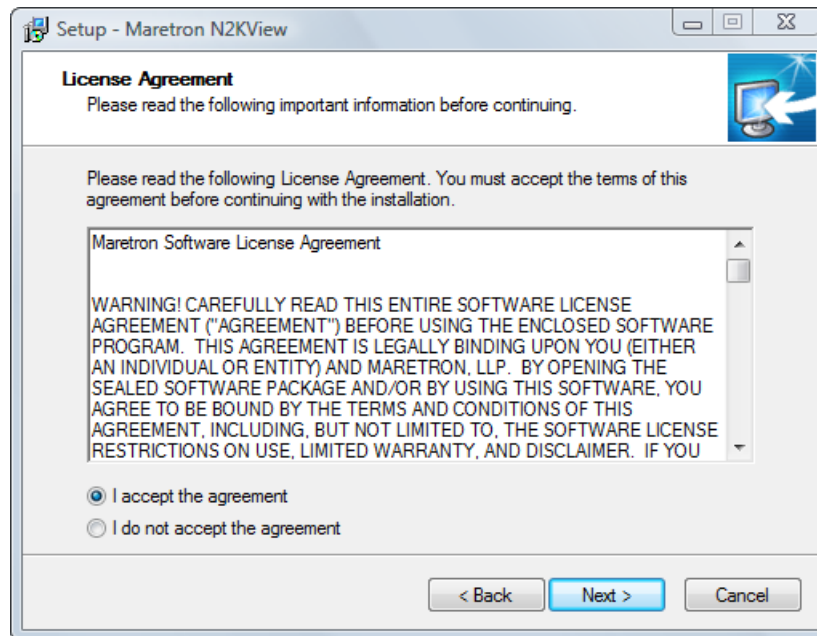 Setup - Maretron N2KView
License Agreement
Please read the following important information before continuing.
Please read the following License Agreement. You must accept the terms of this
agreement before continuing with the installation.
Maretron Software License Agreement
WARNING! CAREFULLY READ THIS ENTIRE SOFTWARE LICENSE
AGREEMENT ("AGREEMENT") BEFORE USING THE ENCLOSED SOFTWARE
PROGRAM.  THIS AGREEMENT IS LEGALLY BINDING UPON YOU (EITHER
AN INDIVIDUAL OR ENTITY) AND MARETRON, LLP.  BY OPENING THE
SEALED SOFTWARE PACKAGE AND/OR BY USING THIS SOFTWARE, YOU
AGREE TO BE BOUND BY THE TERMS AND CONDITIONS OF THIS
AGREEMENT, INCLUDING, BUT NOT LIMITED TO, THE SOFTWARE LICENSE
RESTRICTIONS ON USE, LIMITED WARRANTY, AND DISCLAIMER.  IF YOU
I accept the agreement
I do not accept the agreement
< Back
Next >
Cancel